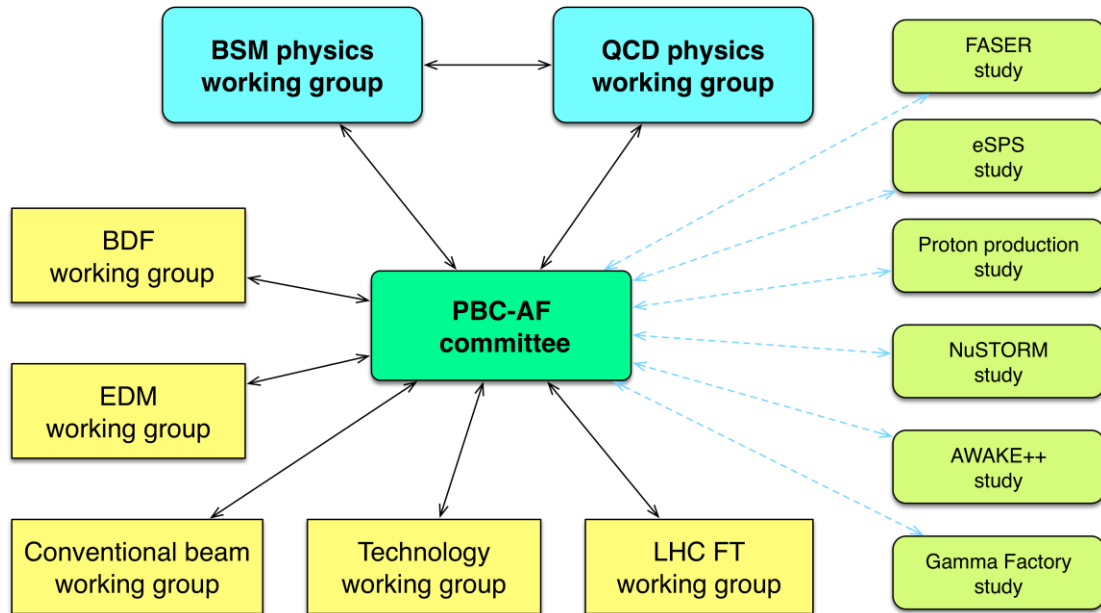 BSM physics
working group
QCD physics
working group
FASER
study
eSPS
study
BDF
working group
Proton production
study
PBC-AF
committee
NuSTORM
study
EDM
working group
AWAKE++
study
Conventional beam
working group
Technology
working group
LHC FT
working group
Gamma Factory
study